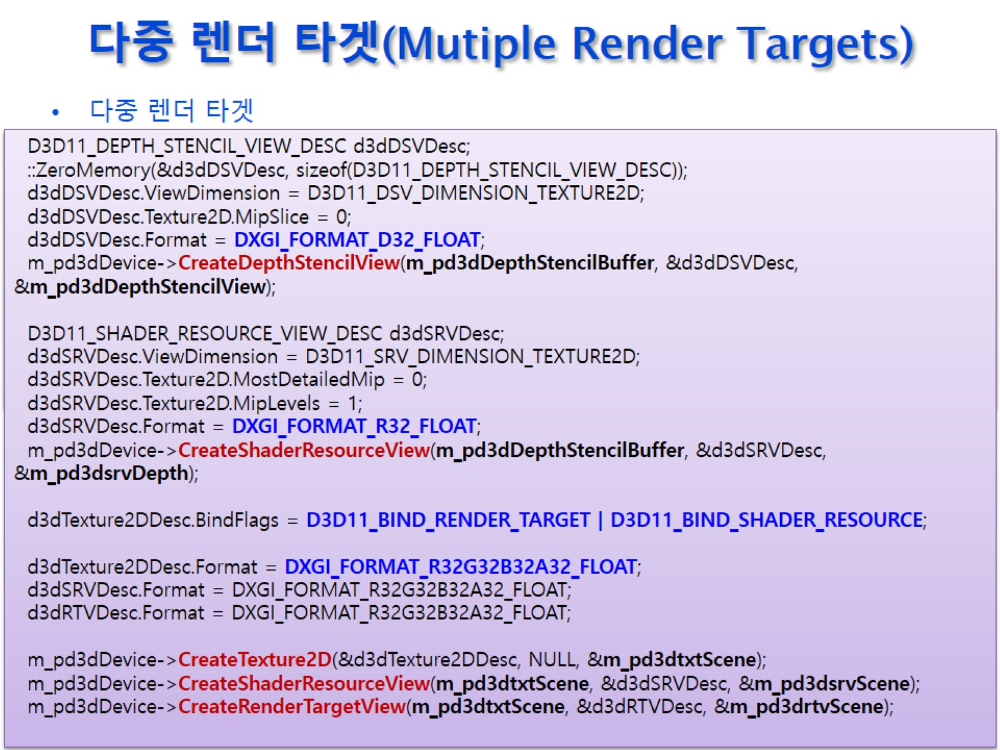 다중 렌더 타겟(Mutiple Render Targets)
• 다중 렌더 타겟
D3D11_DEPTH_STENCIL_VIEW_DESC d3dDSVDesc;
::ZeroMemory(&d3dDSVDesc, sizeof(D3D11_DEPTH_STENCIL_VIEW_DESC));
d3dDSVDesc.ViewDimension = D3D11_DSV_DIMENSION_TEXTURE2D;
d3dDSVDesc.Texture2D.MipSlice = 0;
d3dDSVDesc.Format = DXGI_FORMAT_D32_FLOAT;
m_pd3dDevice->CreateDepthStencilView(m_pd3dDepthStencilBuffer, &d3dDSVDesc,
&m_pd3dDepthStencilView);
D3D11_SHADER_RESOURCE_VIEW_DESC d3dSRVDesc;
d3dSRVDesc.ViewDimension = D3D11_SRV_DIMENSION_TEXTURE2D;
d3dSRVDesc.Texture2D.MostDetailedMip = 0;
d3dSRVDesc.Texture2D.MipLevels = 1;
d3dSRVDesc.Format = DXGI_FORMAT_R32_FLOAT;
m_pd3dDevice->CreateShaderResourceView(m_pd3dDepthStencilBuffer, &d3dSRVDesc,
&m_pd3dsrvDepth);
d3dTexture2DDesc.BindFlags = D3D11_BIND_RENDER_TARGET | D3D11_BIND_SHADER_RESOURCE;
d3dTexture2DDesc.Format = DXGI_FORMAT_R32G32B32A32_FLOAT;
d3dSRVDesc.Format = DXGI_FORMAT_R32G32B32A32_FLOAT;
d3dRTVDesc.Format = DXGI_FORMAT_R32G32B32A32_FLOAT;
m_pd3dDevice->CreateTexture2D(&d3dTexture2DDesc, NULL, &m_pd3dtxtScene);
m_pd3dDevice->CreateShaderResourceView(m_pd3dtxtScene, &d3dSRVDesc, &m_pd3dsrvScene);
m_pd3dDevice->CreateRenderTargetView(m_pd3dtxtScene, &d3dRTVDesc, &m_pd3drtvScene);